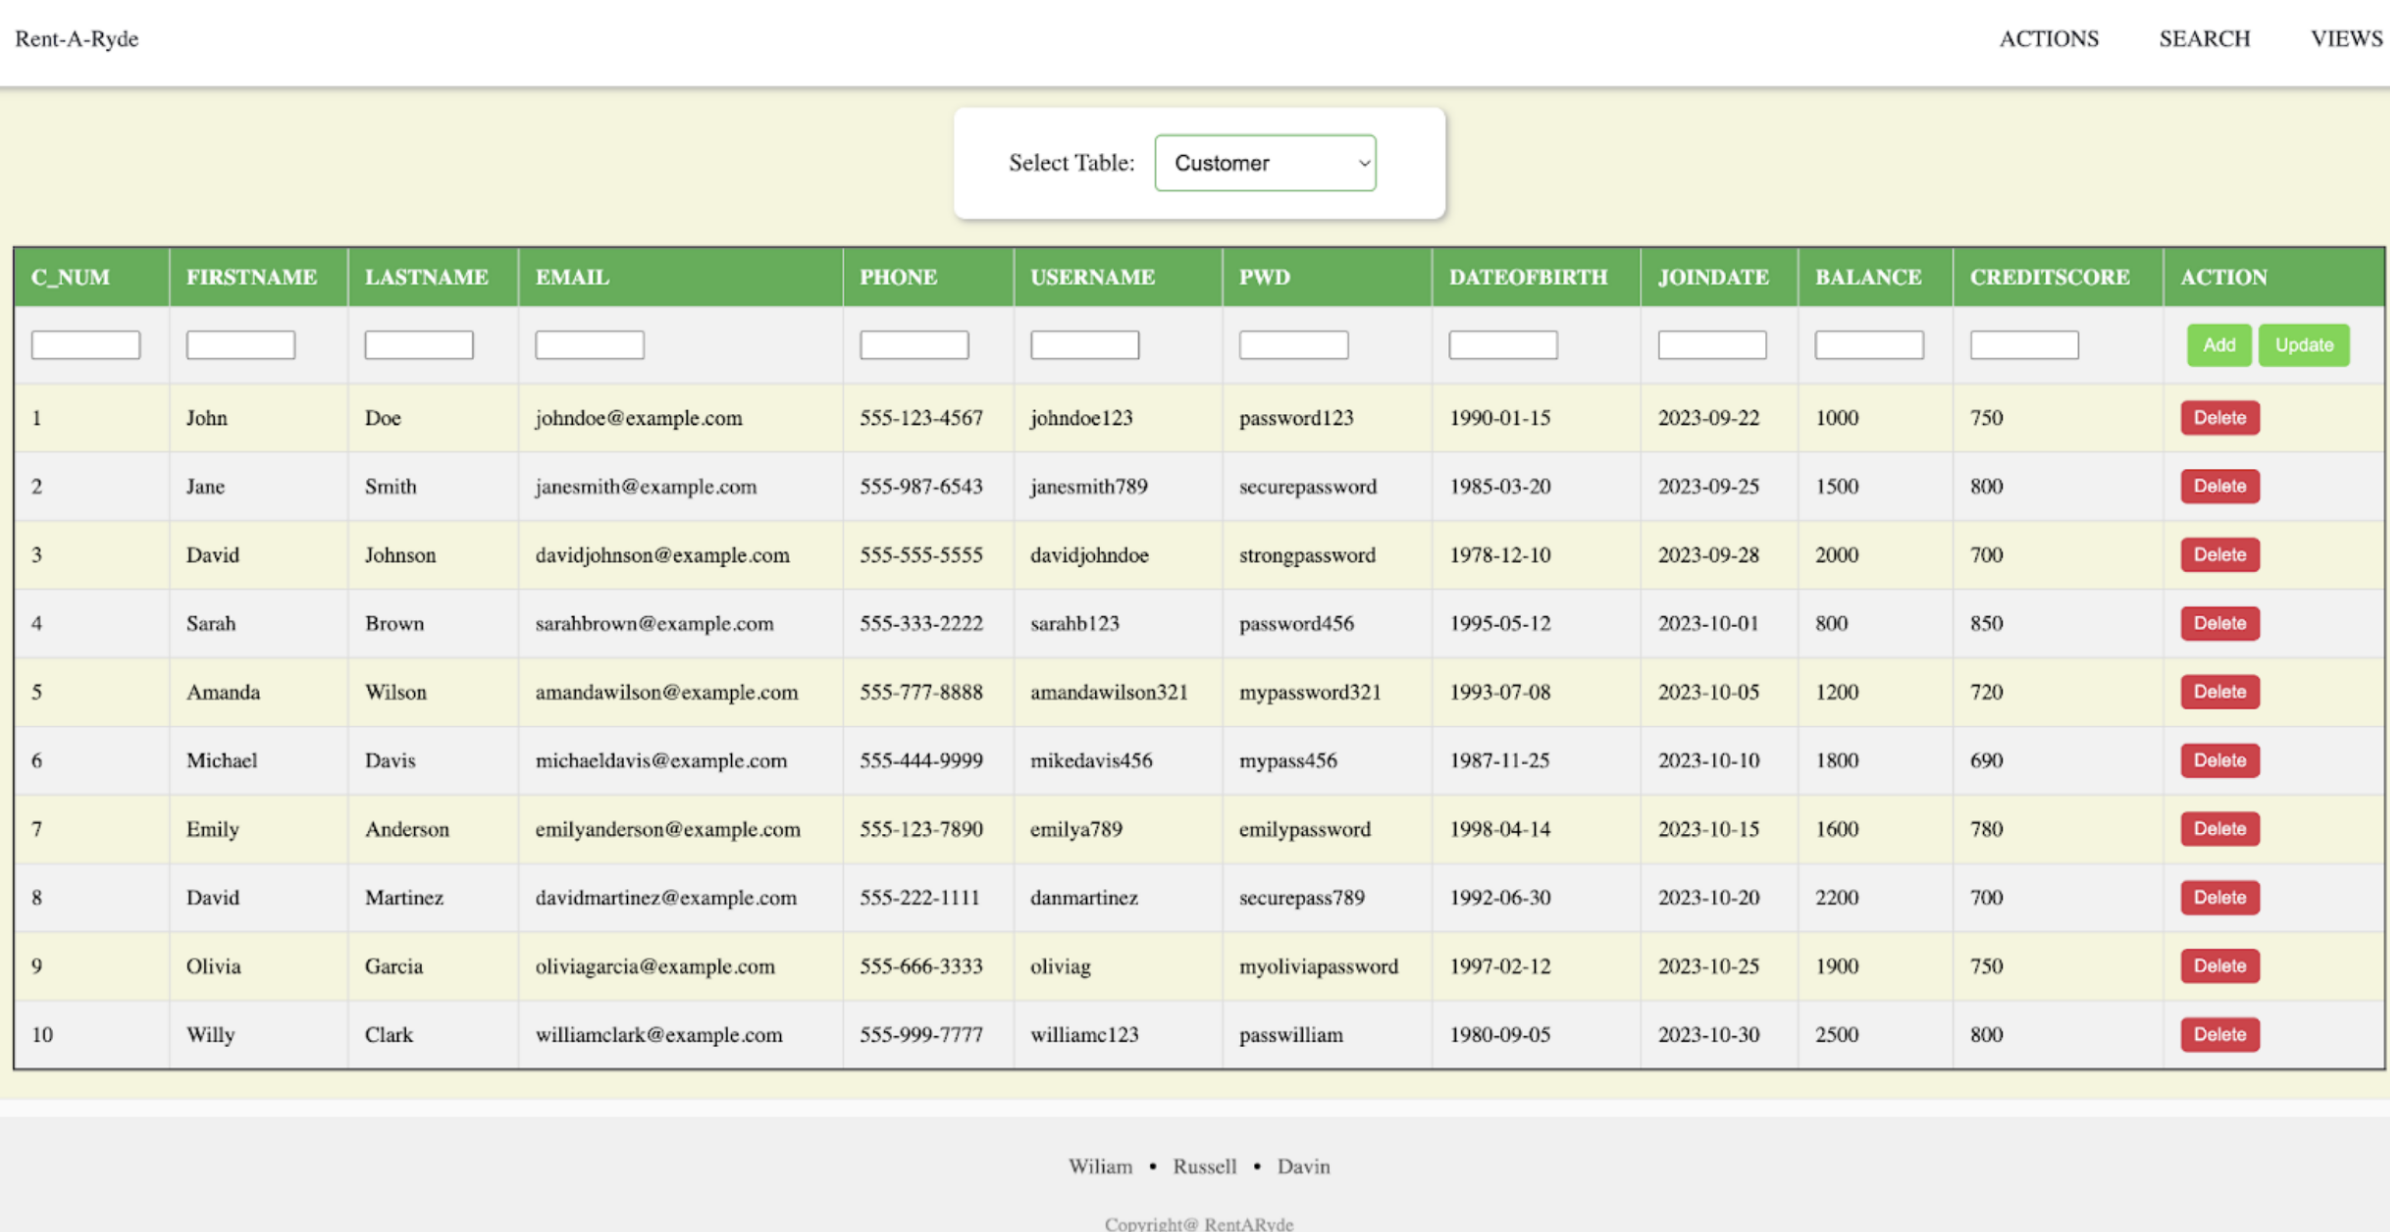 Rent-A-Ryde ACTIONS SEARCH VIEWS
Select Table: Customer
C_NUM FIRSTNAME LASTNAME EMAIL PHONE USERNAME PWD DATEOFBIRTH JOINDATE BALANCE CREDITSCORE ACTION
Add Update
1 John Doe johndoe@example.com 555-123-4567 johndoe123 password123 1990-01-15 2023-09-22 1000 750 Delete
2 Jane Smith janesmith@example.com 555-987-6543 janesmith789 securepassword 1985-03-20 2023-09-25 1500 800 Delete
3 David Johnson davidjohnson@example.com 555-555-5555 davidjohndoe strongpassword 1978-12-10 2023-09-28 2000 700 Delete
4 Sarah Brown sarahbrown@example.com 555-333-2222 sarahb123 password456 1995-05-12 2023-10-01 800 850 Delete
5 Amanda Wilson amandawilson@example.com 555-777-8888 amandawilson321 mypassword321 1993-07-08 2023-10-05 1200 720 Delete
6 Michael Davis michaeldavis@example.com 555-444-9999 mikedavis456 mypass456 1987-11-25 2023-10-10 1800 690 Delete
7 Emily Anderson emilyanderson@example.com 555-123-7890 emilya789 emilypassword 1998-04-14 2023-10-15 1600 780 Delete
8 David Martinez davidmartinez@example.com 555-222-1111 danmartinez securepass789 1992-06-30 2023-10-20 2200 700 Delete
9 Olivia Garcia oliviagarcia@example.com 555-666-3333 oliviag myoliviapassword 1997-02-12 2023-10-25 1900 750 Delete
10 Willy Clark williamclark@example.com 555-999-7777 williamc123 passwilliam 1980-09-05 2023-10-30 2500 800 Delete
Wiliam • Russell • Davin
Copyright@ RentARyde